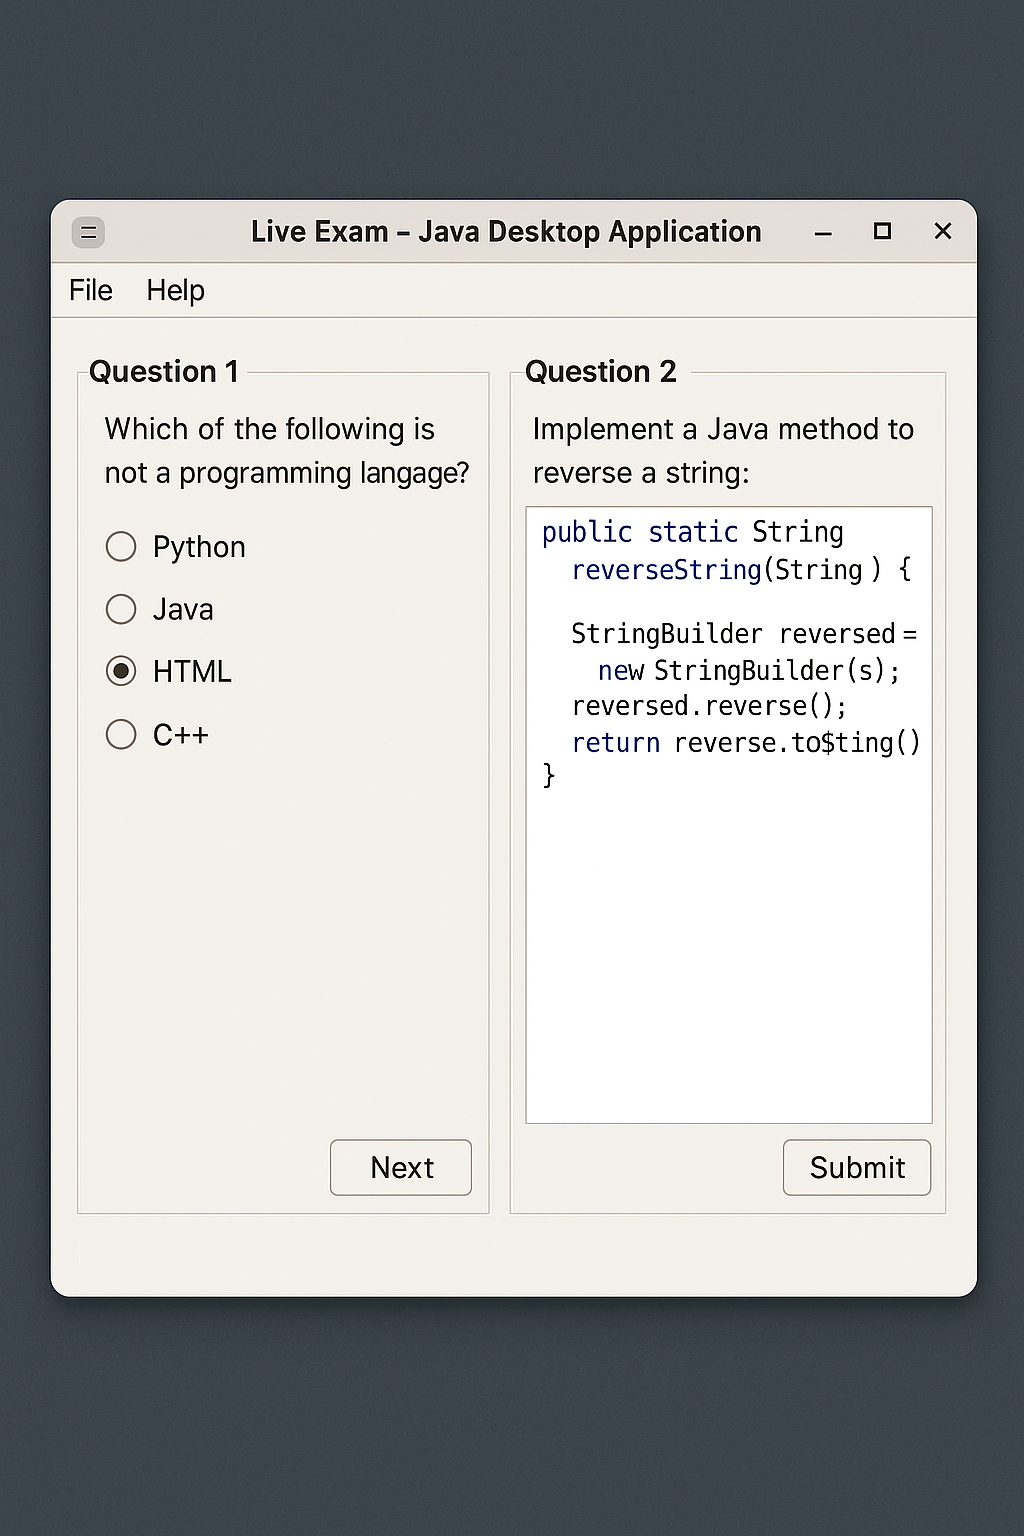 Live Exam – Java Desktop Application
File Help
Question 1
Which of the following is
not a programming langage?
Python
Java
HTML
C++
Next
Question 2
Implement a Java method to
reverse a string:
public static String
reverseString(String ) {
StringBuilder reversed =
new StringBuilder(s);
reversed.reverse();
return reverse.to$ting()
}
Submit